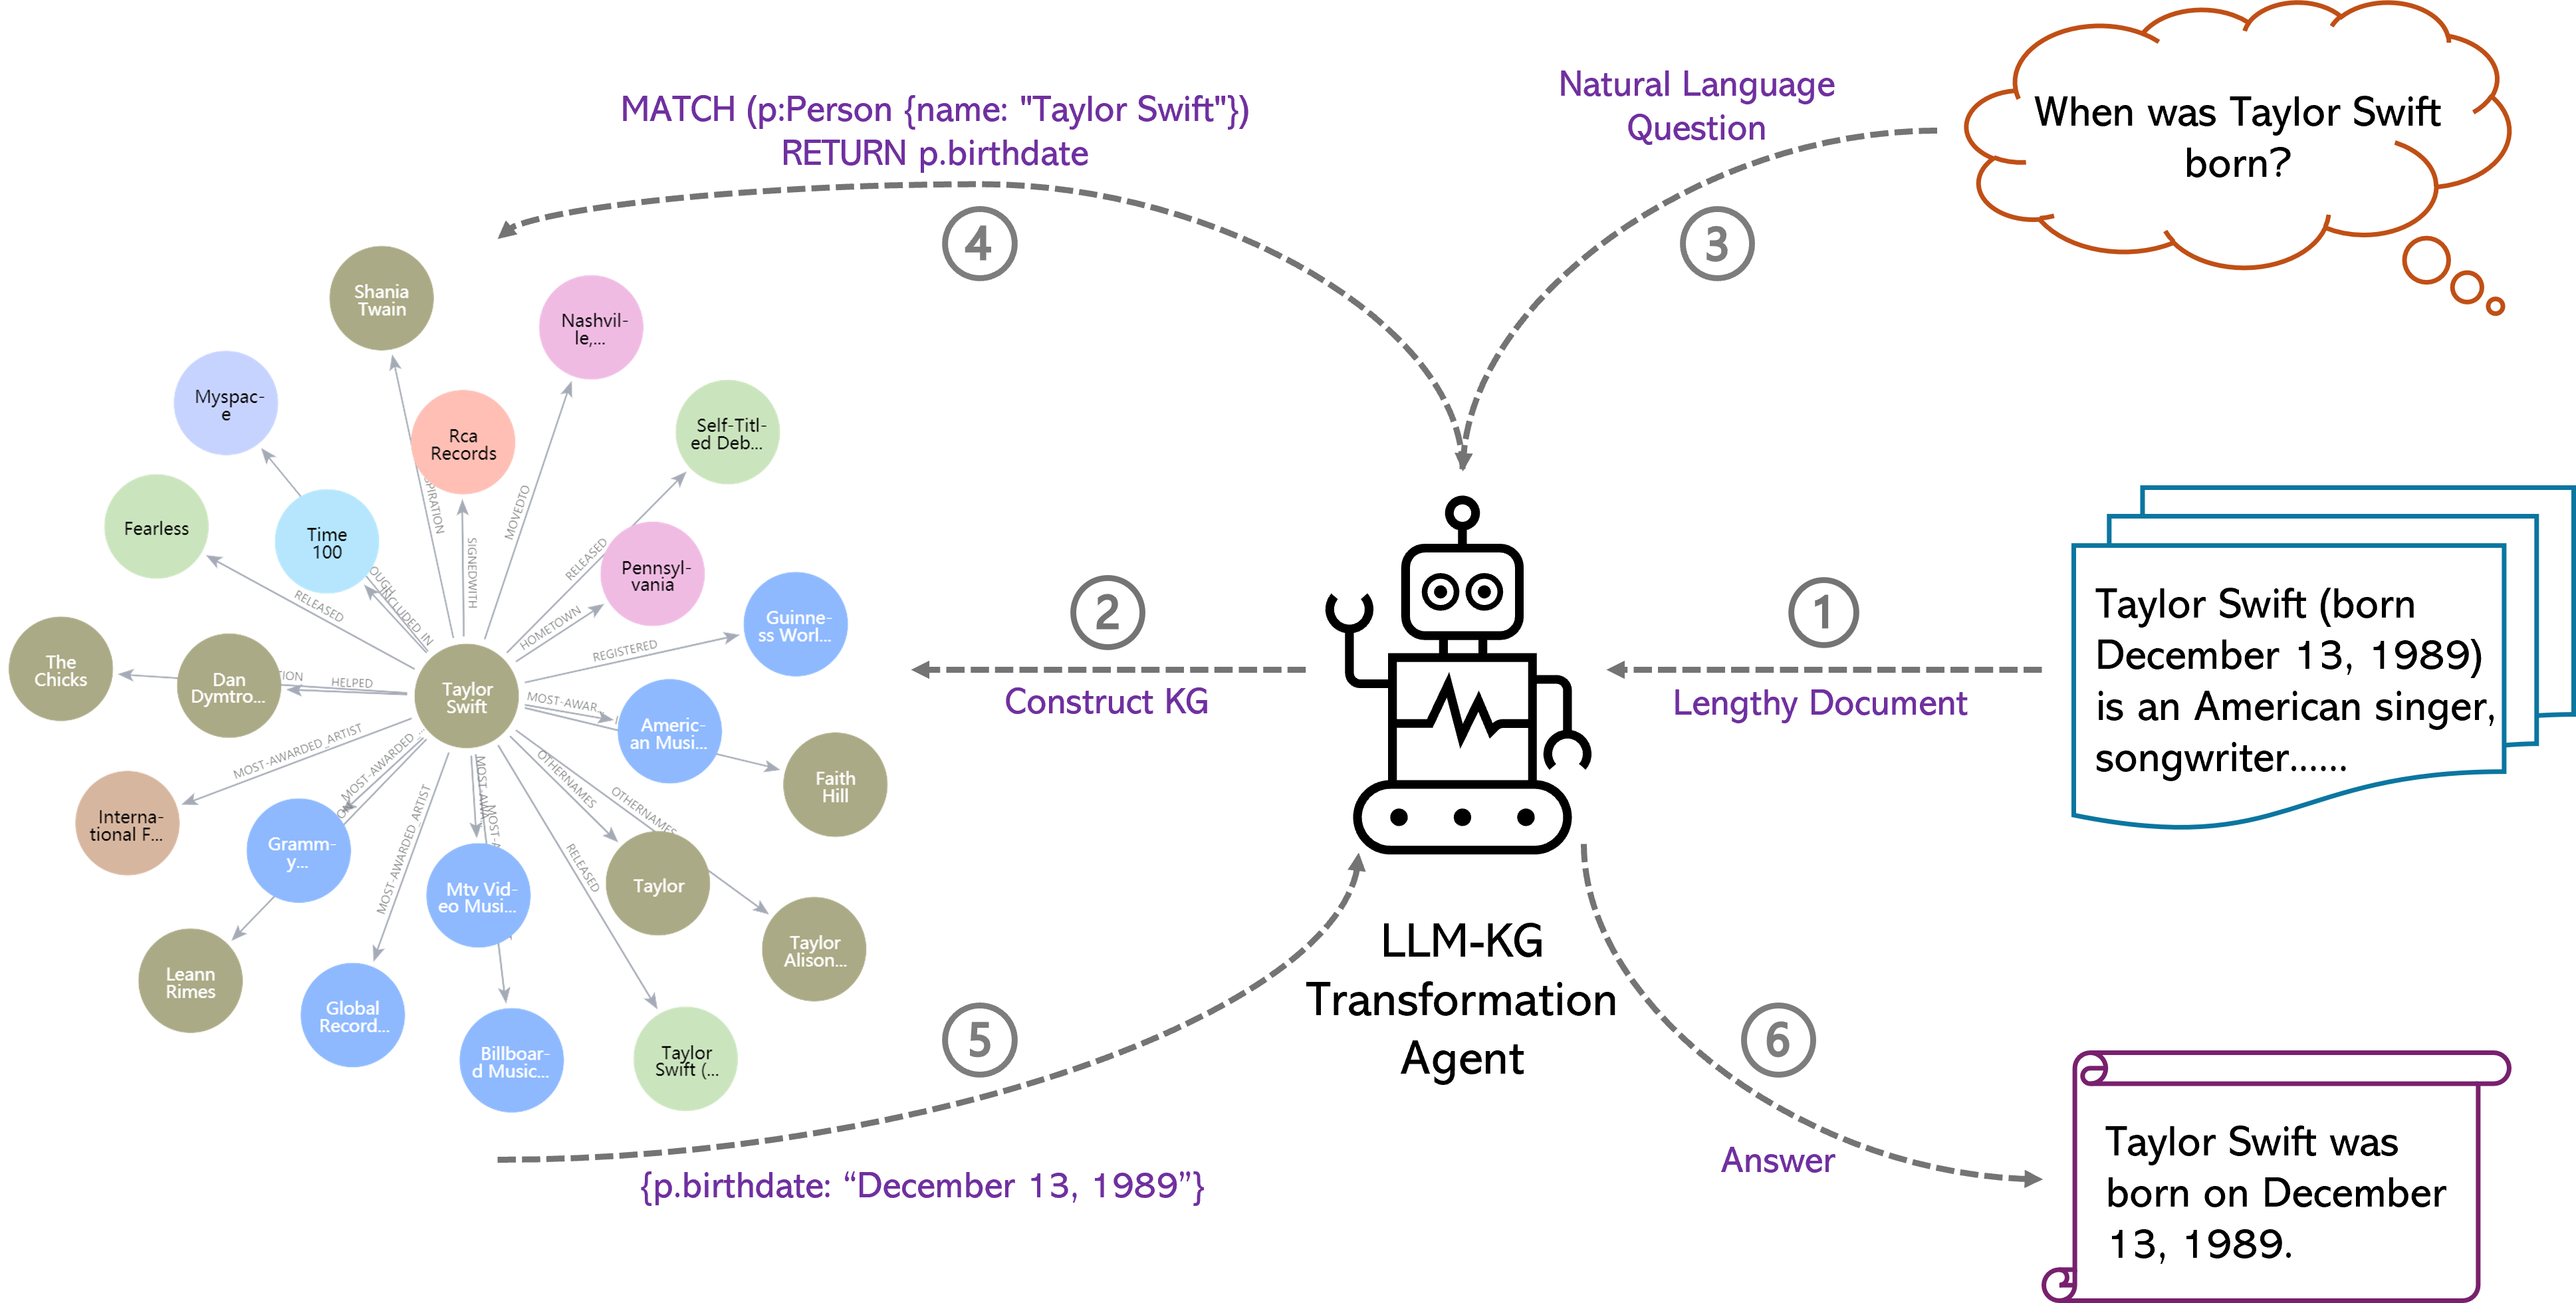 MATCH (p:Person {name: "Taylor Swift"})
RETURN p.birthdate
4
Natural Language
Question
3
When was Taylor Swift
born?
Shania
Twain
Nashvil-
le,...
Myspac-
e
Rca
Records
Self-Titl-
ed Deb...
Fearless
Time
100
Pennsyl-
vania
Guinne-
ss Worl...
The
Chicks
Dan
Dymtro...
Taylor
Swift
Americ-
an Musi...
Faith
Hill
Interna-
tional F...
Gramm-
y...
Mtv Vid-
eo Musi...
Taylor
Taylor
Alison...
Leann
Rimes
Global
Record...
Billboar-
d Music...
Taylor
Swift (...
PIRATION
SIGNEDWITH
MOVEDTO
RELEASED
HOMETOWN
REGISTERED
RELEASED
INCLUDED_IN
TION
HELPED
MOST-AWAR...
MOST-AWARDED_ARTIST
MOST-AWARDED_...
MOST-AWARDED_ARTIST
OTHERNAMES
OTHERNAMES
RELEASED
2
Construct KG
1
Lengthy Document
Taylor Swift (born
December 13, 1989)
is an American singer,
songwriter......
LLM-KG
Transformation
Agent
5
{p.birthdate: “December 13, 1989”}
6
Answer
Taylor Swift was
born on December
13, 1989.